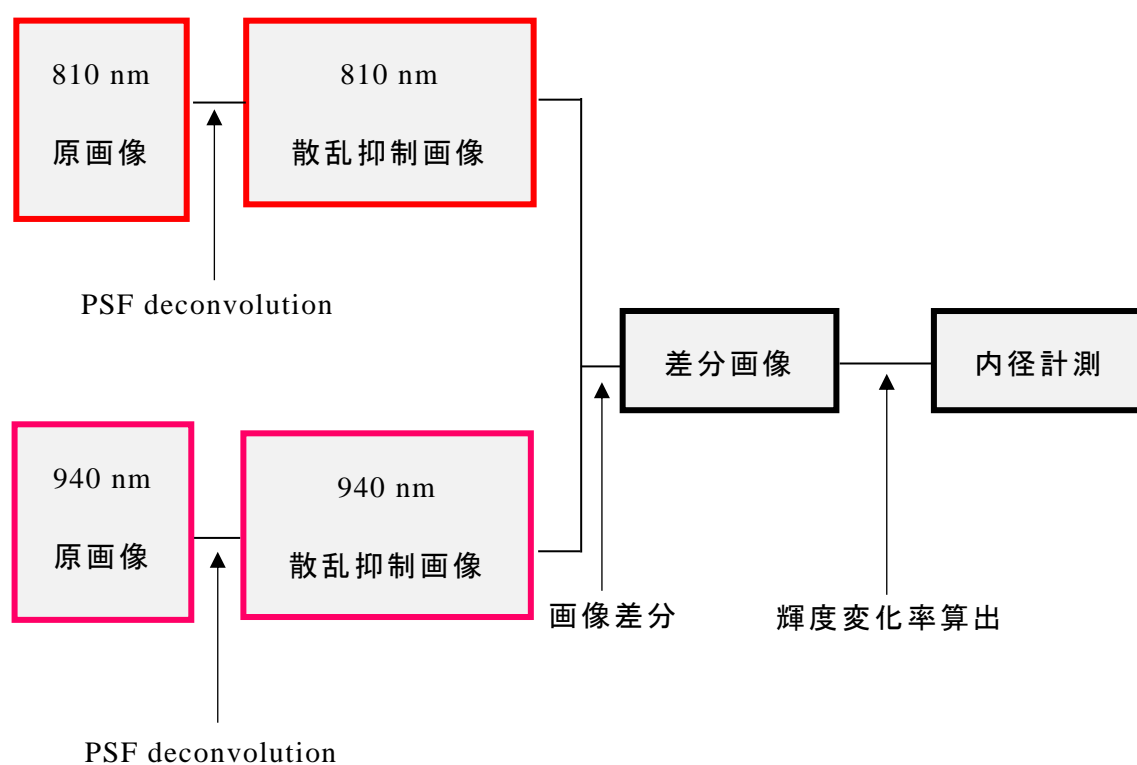 810 nm
原画像
810 nm
散乱抑制画像
PSF deconvolution
差分画像
内径計測
940 nm
原画像
940 nm
散乱抑制画像
画像差分
輝度変化率算出
PSF deconvolution